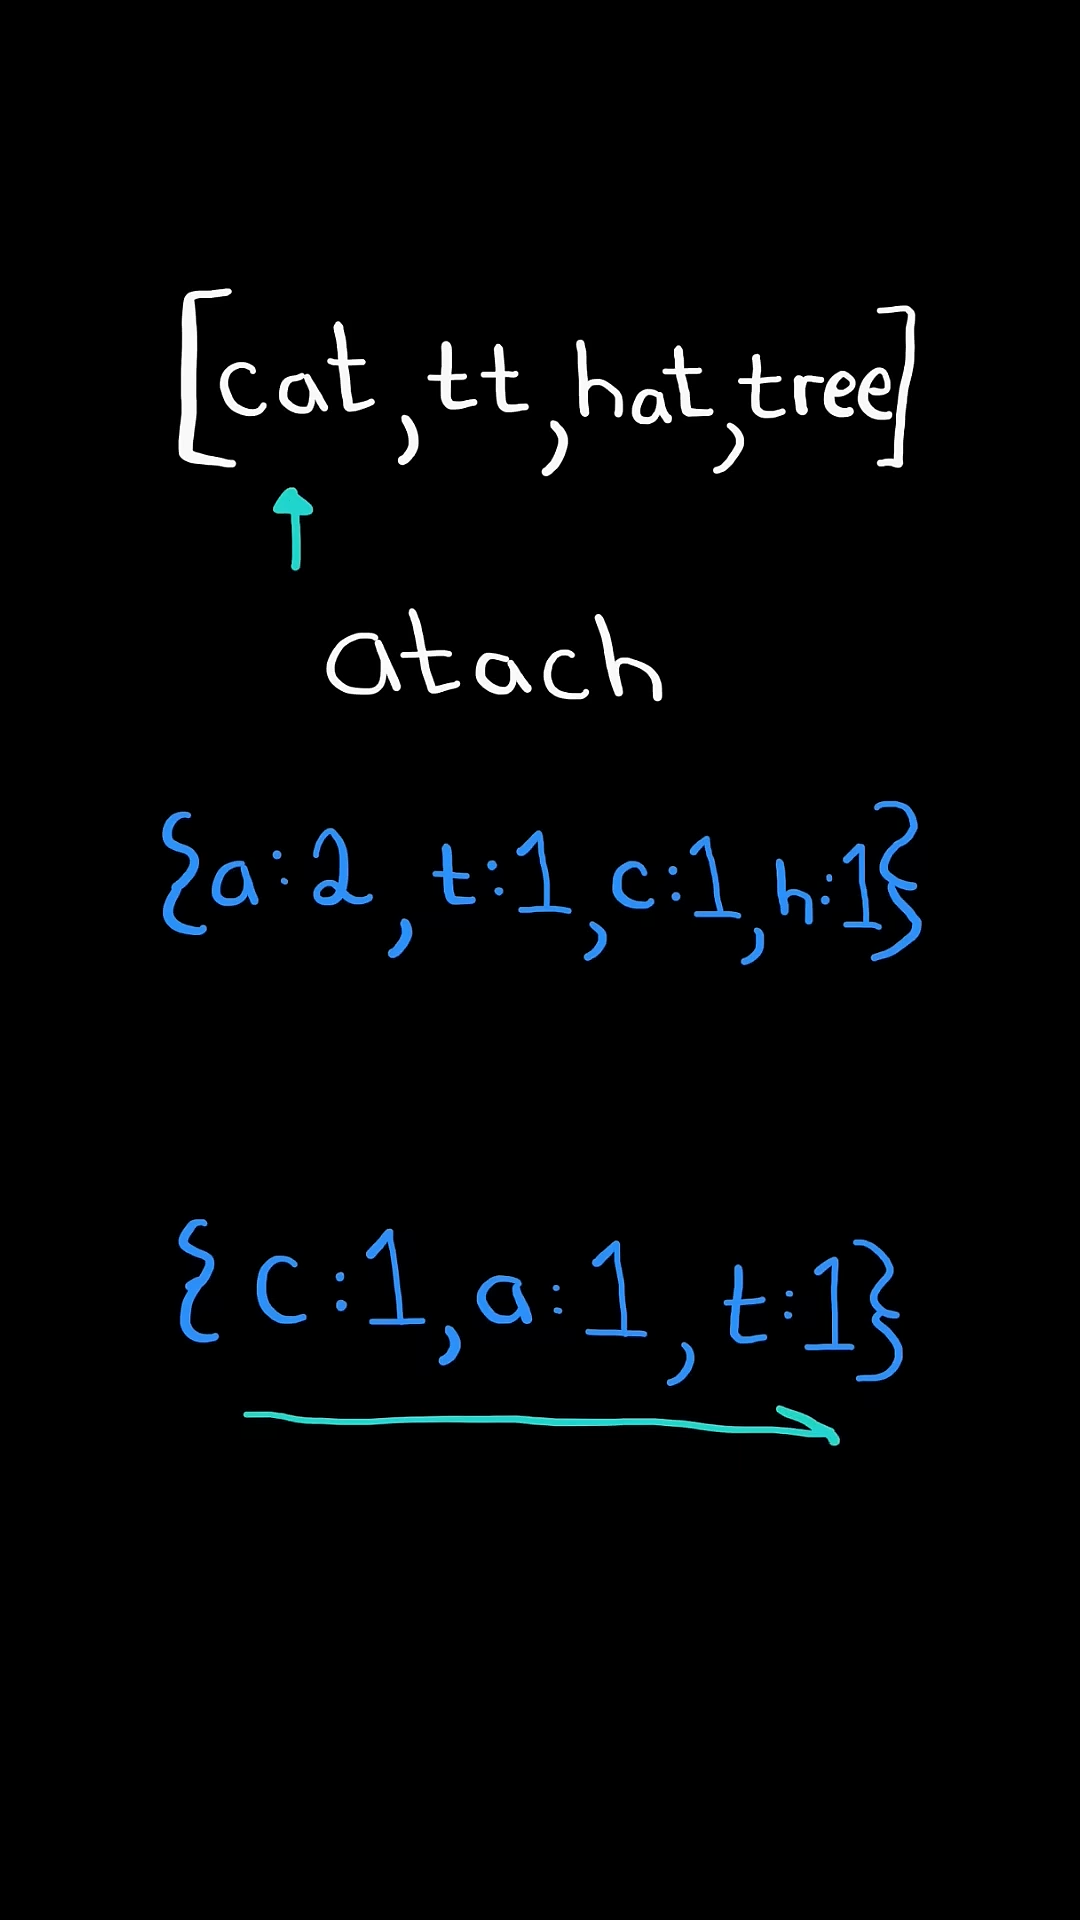 [cat, tt, hat, tree]
atach
{a:2, t:1, c:1, h:1}
{c:1, a:1, t:1}